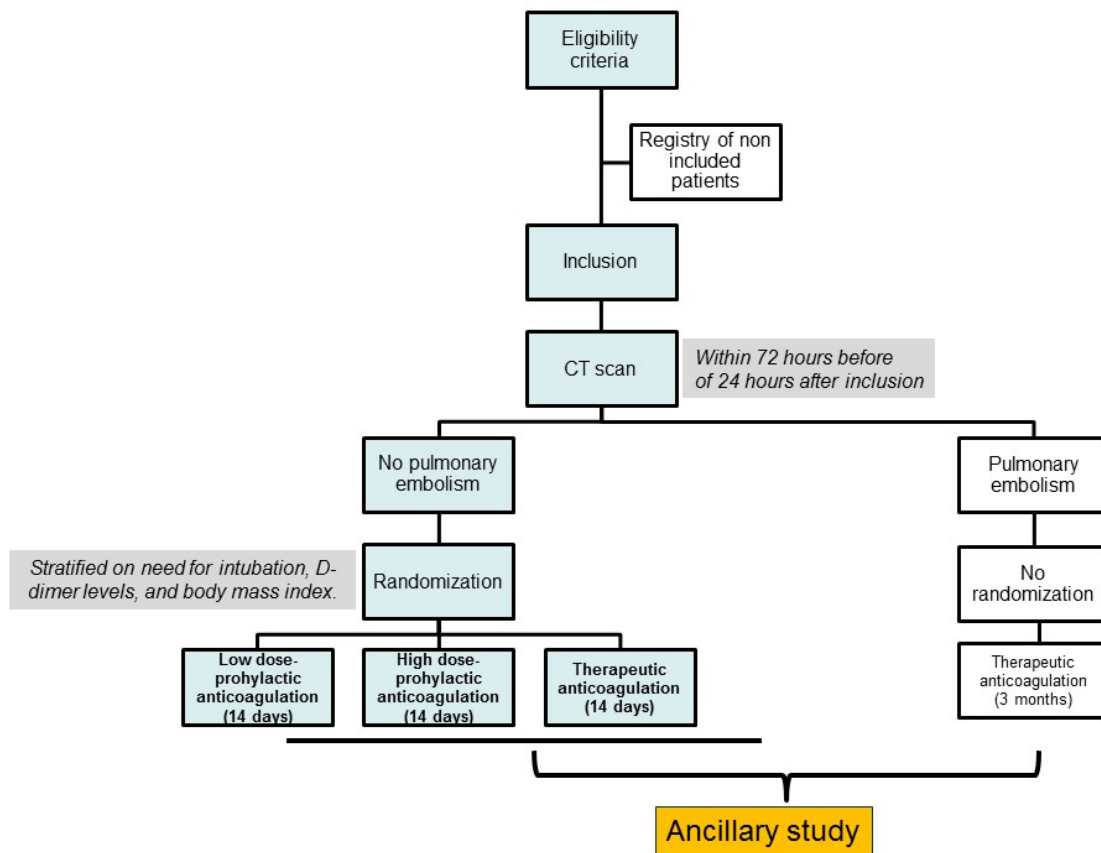 Eligibility
criteria
Registry of non
included
patients
Inclusion
CT scan
Within 72 hours before
of 24 hours after inclusion
No pulmonary
embolism
Pulmonary
embolism
Stratified on need for intubation, D-
dimer levels, and body mass index.
Randomization
No
randomization
Low dose-
prohylactic
anticoagulation
(14 days)
High dose-
prohylactic
anticoagulation
(14 days)
Therapeutic
anticoagulation
(14 days)
Therapeutic
anticoagulation
(3 months)
Ancillary study